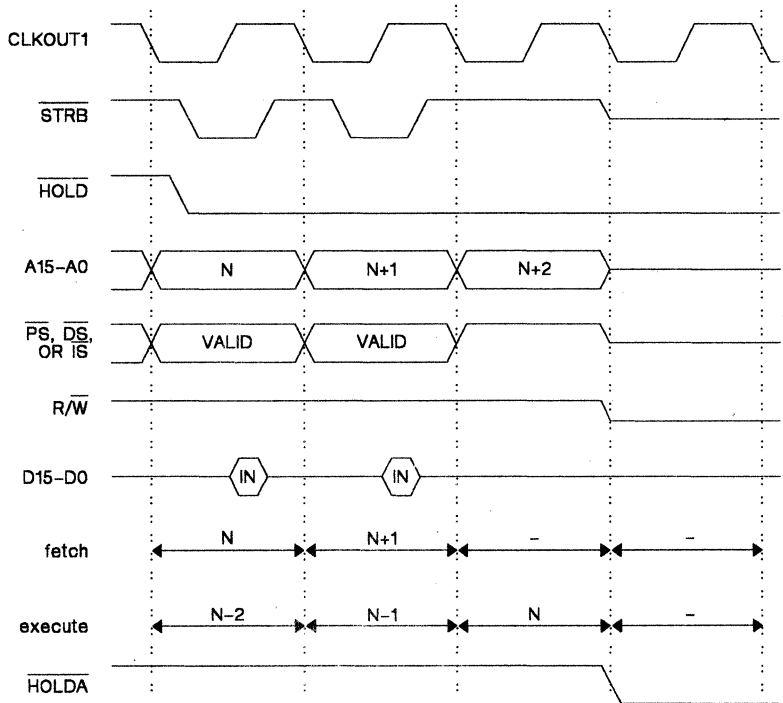 CLKOUT1
STRB
HOLD
A15-A0 N N+1 N+2
PS, DS,
OR IS VALID VALID
R/W
D15-D0 IN IN
fetch N N+1 - -
execute N-2 N-1 N -
HOLDA